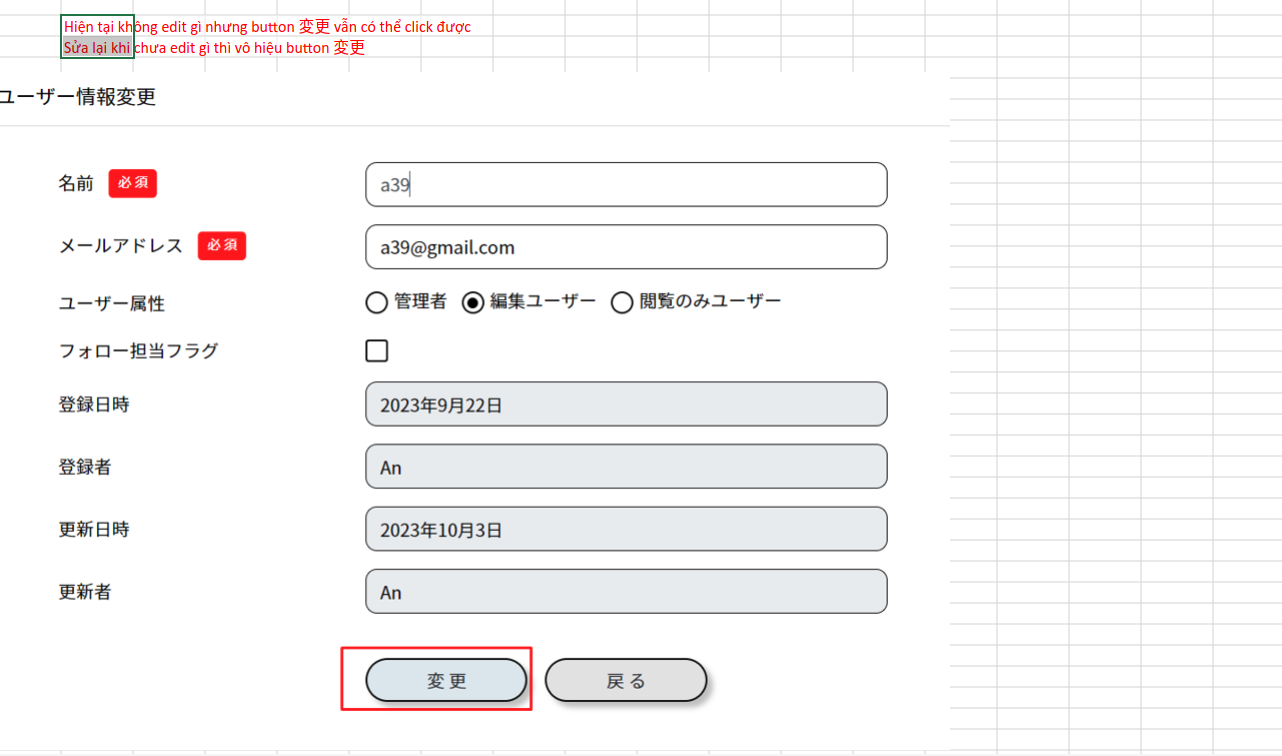 Hiện tại không edit gì nhưng button 変更 vẫn có thể click được
Sửa lại khi chưa edit gì thì vô hiệu button 変更
ユーザー情報変更
名前 必須 a39
メールアドレス 必須 a39@gmail.com
ユーザー属性 管理者 編集ユーザー 閲覧のみユーザー
フォロー担当フラグ
登録日時 2023年9月22日
登録者 An
更新日時 2023年10月3日
更新者 An
変更 戻る